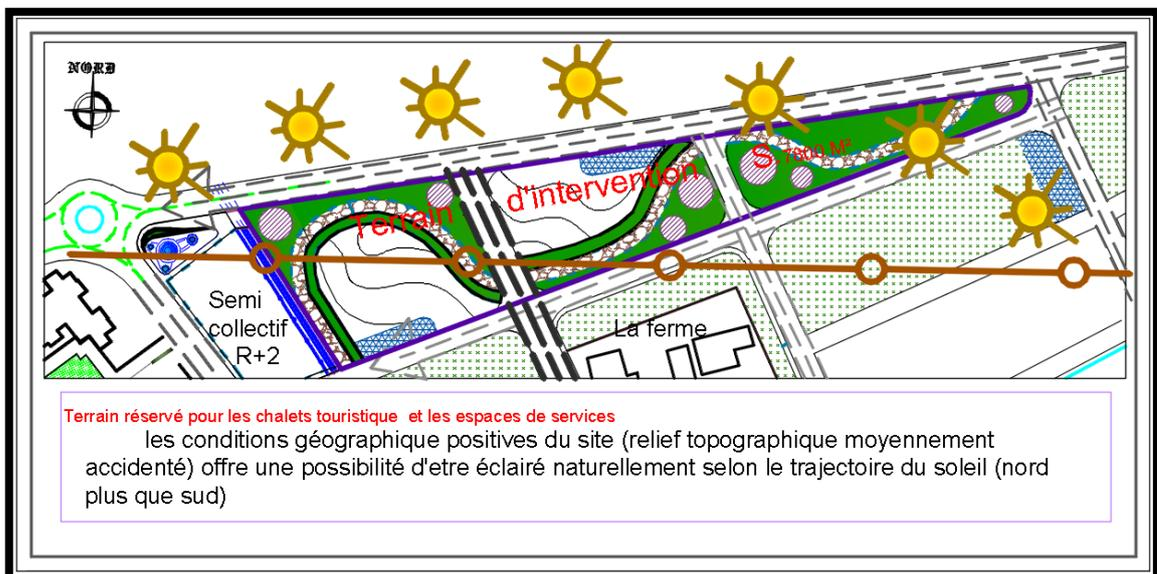 NORD
Terrain
d'intervention
S. 7800 M²
Semi
collectif
R+2
La ferme
Terrain réservé pour les chalets touristique et les espaces de services
les conditions géographique positives du site (relief topographique moyennement
accidenté) offre une possibilité d'etre éclairé naturellement selon le trajectoire du soleil (nord
plus que sud)